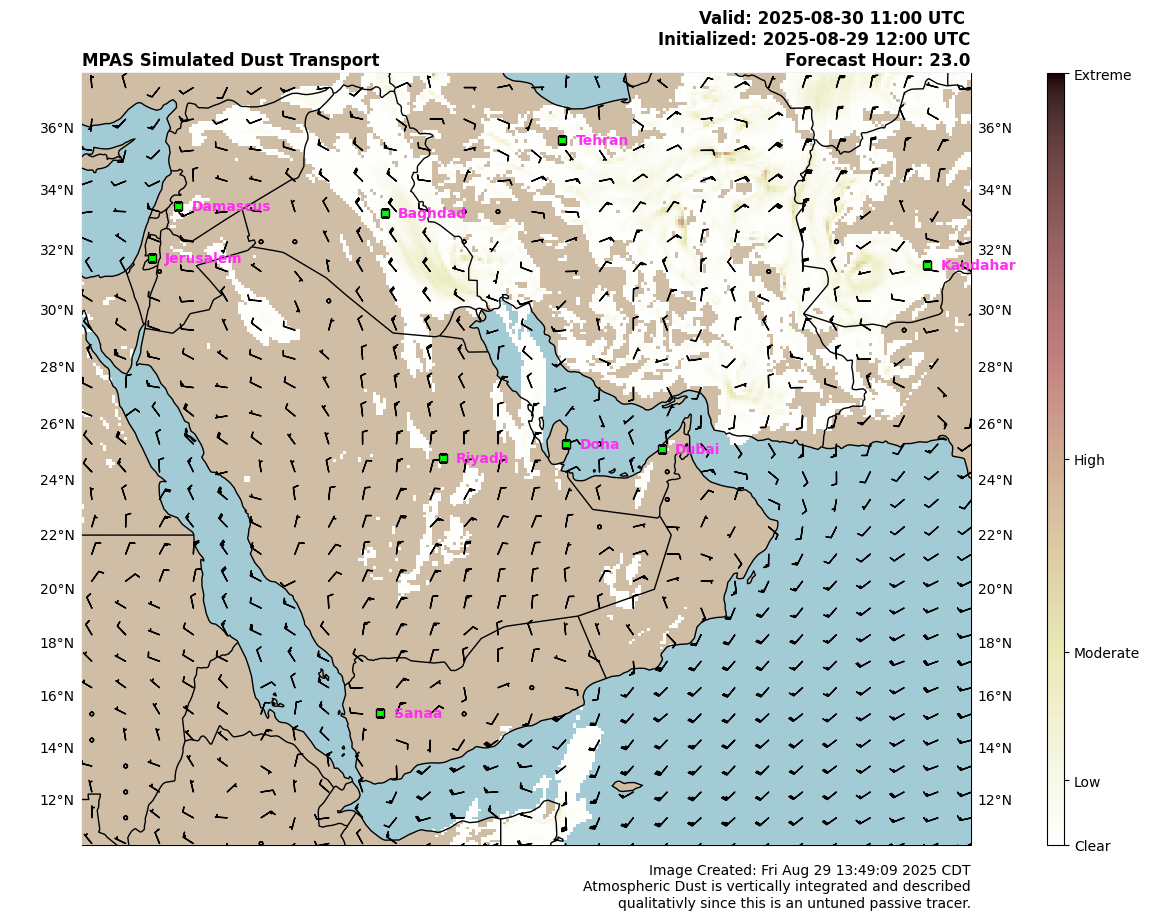 Valid: 2025-08-30 11:00 UTC
Initialized: 2025-08-29 12:00 UTC
MPAS Simulated Dust Transport
Forecast Hour: 23.0
Extreme
36°N
36°N
Tehran
34°N
34°N
Damascus
Baghdad
32°N
32°N
Jerusalem
Kandahar
30°N
30°N
28°N
28°N
26°N
26°N
Doha
Dubai
Riyadh
High
24°N
24°N
22°N
22°N
20°N
20°N
18°N
18°N
Moderate
16°N
16°N
Sanaa
14°N
14°N
Low
12°N
12°N
Clear
Image Created: Fri Aug 29 13:49:09 2025 CDT
Atmospheric Dust is vertically integrated and described
qualitativly since this is an untuned passive tracer.